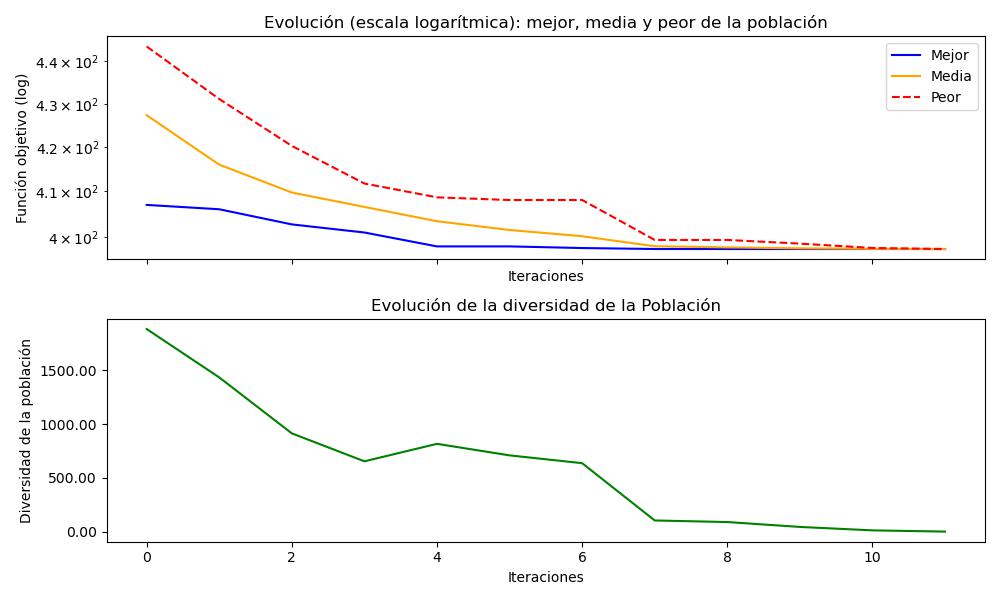 Evolución (escala logarítmica): mejor, media y peor de la población
Función objetivo (log)
4.4 × 10²
4.3 × 10²
4.2 × 10²
4.1 × 10²
4 × 10²
Mejor
Media
Peor
Iteraciones
Evolución de la diversidad de la Población
Diversidad de la población
1500.00
1000.00
500.00
0.00
0 2 4 6 8 10
Iteraciones